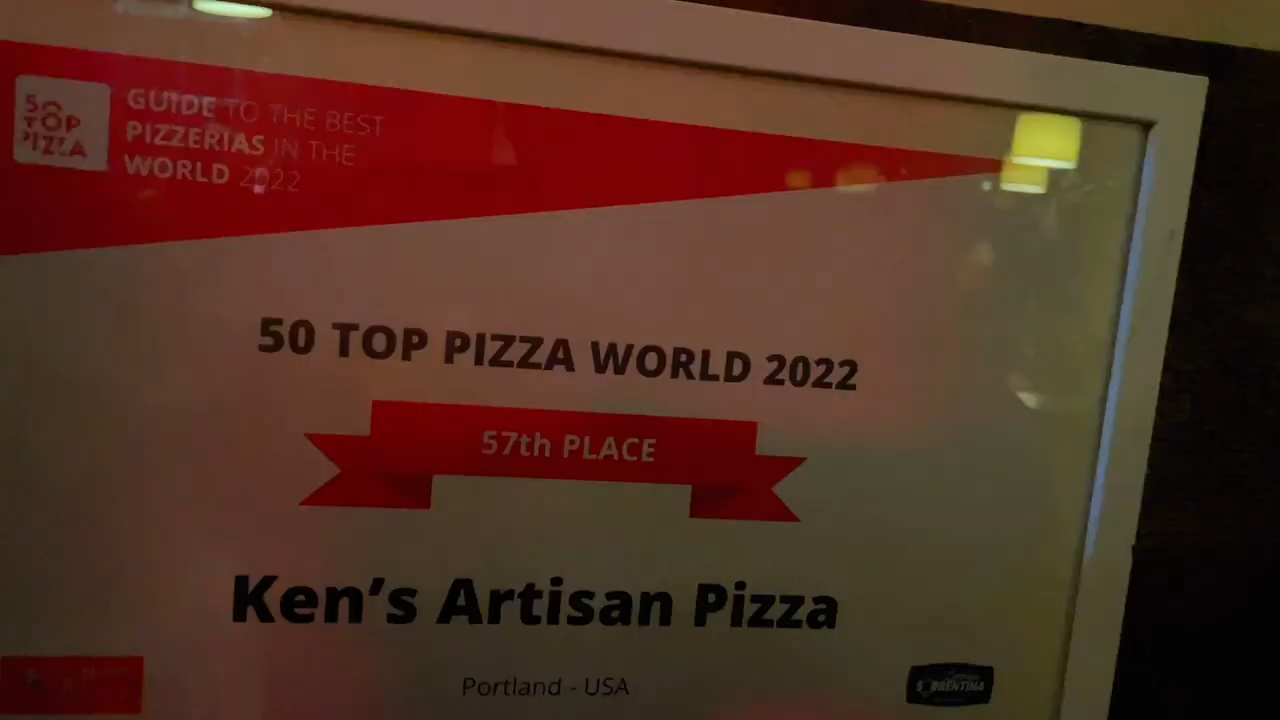 50
TOP
PIZZA
GUIDE TO THE BEST
PIZZERIAS IN THE
WORLD 2022
50 TOP PIZZA WORLD 2022
57th PLACE
Ken's Artisan Pizza
Portland - USA